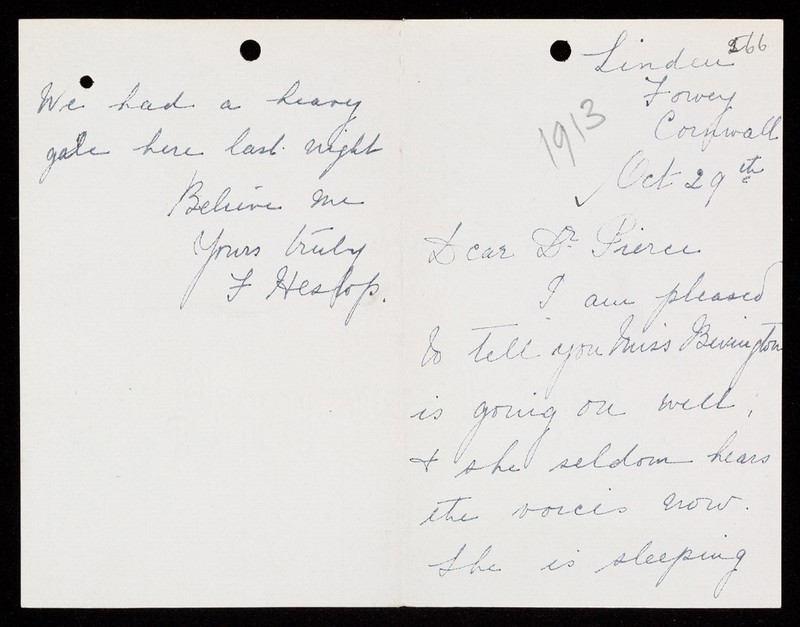 566
Linden
Fowey
Cornwall
1913
Oct 29th
Dear Dr Pierce
I am pleased
to tell you Miss Bevington
is going on well,
& she seldom hears
the voices now.
She is sleeping
We had a heavy
gale here last night
Believe me
Yours truly
F Heslop.